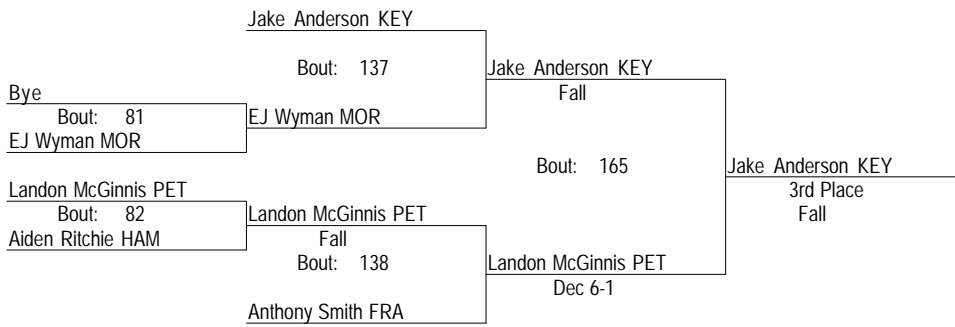 Jake Anderson KEY
Bout: 137
Jake Anderson KEY
Fall
Bye
Bout: 81
EJ Wyman MOR
EJ Wyman MOR
Bout: 165
Jake Anderson KEY
3rd Place
Fall
Landon McGinnis PET
Bout: 82
Aiden Ritchie HAM
Landon McGinnis PET
Fall
Bout: 138
Landon McGinnis PET
Dec 6-1
Anthony Smith FRA